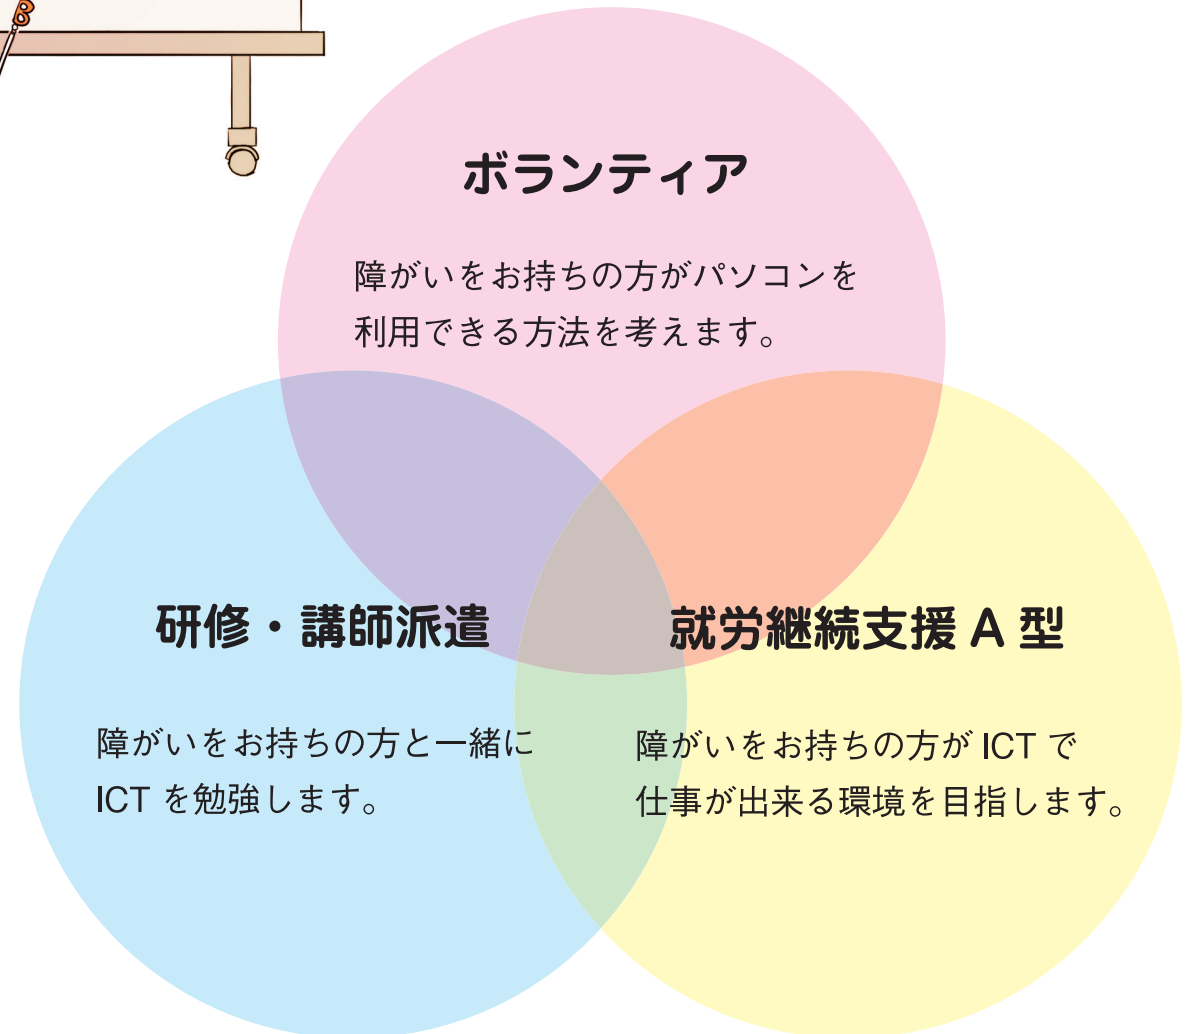 ボランティア
障がいをお持ちの方がパソコンを
利用できる方法を考えます。
研修・講師派遣
障がいをお持ちの方と一緒に
ICT を勉強します。
就労継続支援 A 型
障がいをお持ちの方が ICT で
仕事が出来る環境を目指します。